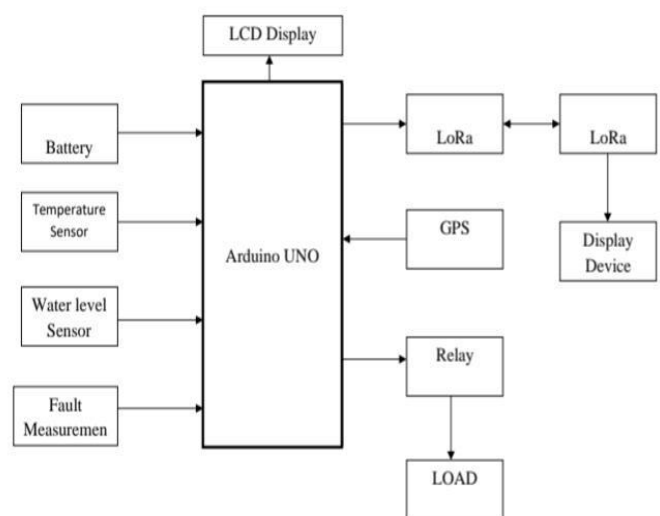 LCD Display
Battery
Temperature
Sensor
Water level
Sensor
Fault
Measuremen
Arduino UNO
LoRa
LoRa
GPS
Display
Device
Relay
LOAD